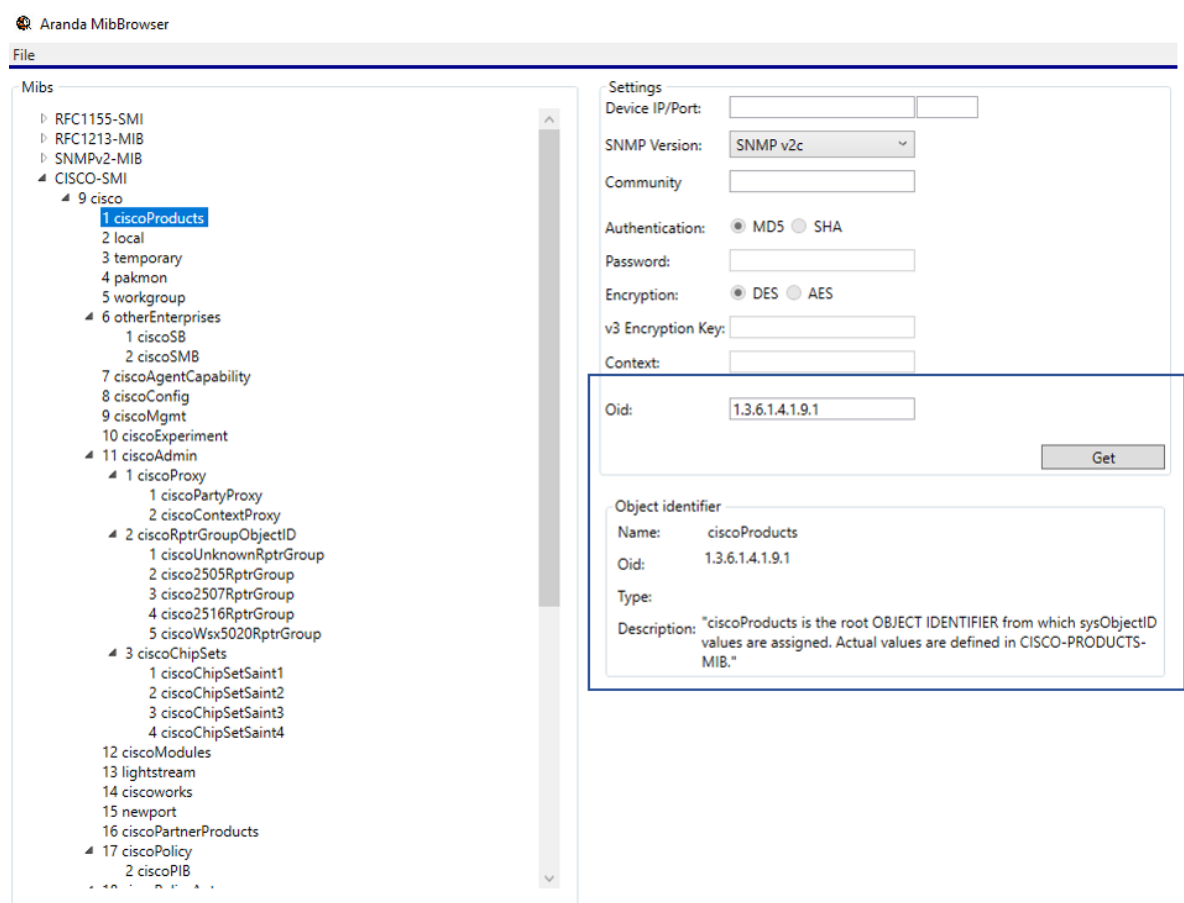 Aranda MibBrowser
File
Mibs
RFC1155-SMI
RFC1213-MIB
SNMPv2-MIB
CISCO-SMI
9 cisco
1 ciscoProducts
2 local
3 temporary
4 pakmon
5 workgroup
6 otherEnterprises
1 ciscoSB
2 ciscoSMB
7 ciscoAgentCapability
8 ciscoConfig
9 ciscoMgmt
10 ciscoExperiment
11 ciscoAdmin
1 ciscoProxy
1 ciscoPartyProxy
2 ciscoContextProxy
2 ciscoRptrGroupObjectID
1 ciscoUnknownRptrGroup
2 cisco2505RptrGroup
3 cisco2507RptrGroup
4 cisco2516RptrGroup
5 ciscoWsx5020RptrGroup
3 ciscoChipSets
1 ciscoChipSetSaint1
2 ciscoChipSetSaint2
3 ciscoChipSetSaint3
4 ciscoChipSetSaint4
12 ciscoModules
13 lightstream
14 ciscoworks
15 newport
16 ciscoPartnerProducts
17 ciscoPolicy
2 ciscoPIB
Settings
Device IP/Port:
SNMP Version: SNMP v2c
Community
Authentication: MD5 SHA
Password:
Encryption: DES AES
v3 Encryption Key:
Context:
Oid: 1.3.6.1.4.1.9.1
Get
Object identifier
Name: ciscoProducts
Oid: 1.3.6.1.4.1.9.1
Type:
Description: "ciscoProducts is the root OBJECT IDENTIFIER from which sysObjectID
values are assigned. Actual values are defined in CISCO-PRODUCTS-
MIB."